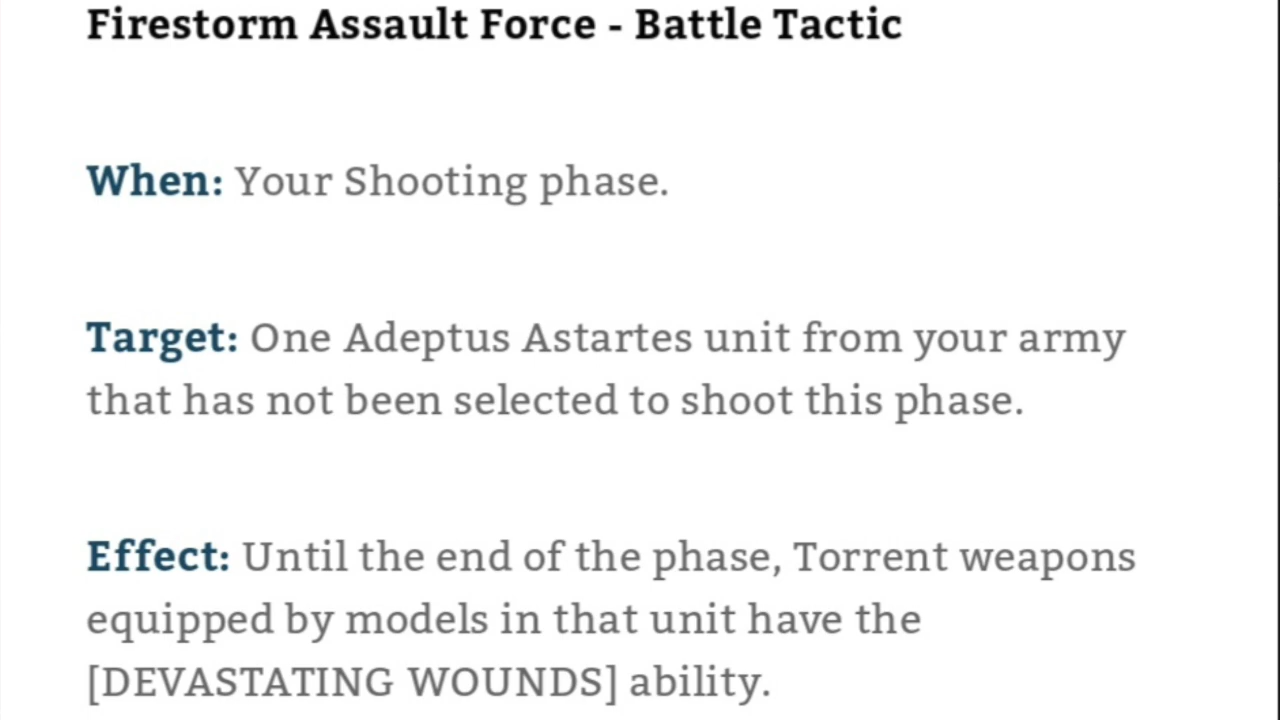 Firestorm Assault Force - Battle Tactic
When: Your Shooting phase.
Target: One Adeptus Astartes unit from your army
that has not been selected to shoot this phase.
Effect: Until the end of the phase, Torrent weapons
equipped by models in that unit have the
[DEVASTATING WOUNDS] ability.